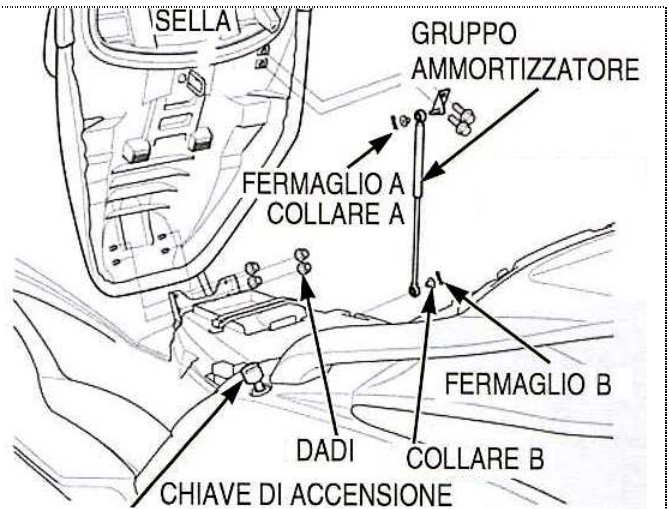 SELLA
GRUPPO
AMMORTIZZATORE
FERMAGLIO A
COLLARE A
FERMAGLIO B
DADI
COLLARE B
CHIAVE DI ACCENSIONE